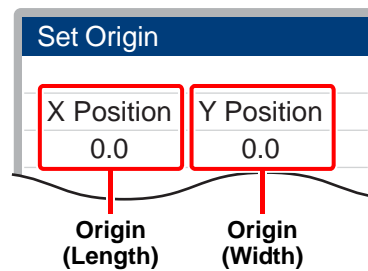 Set Origin
X Position Y Position
0.0 0.0
Origin Origin
(Length) (Width)